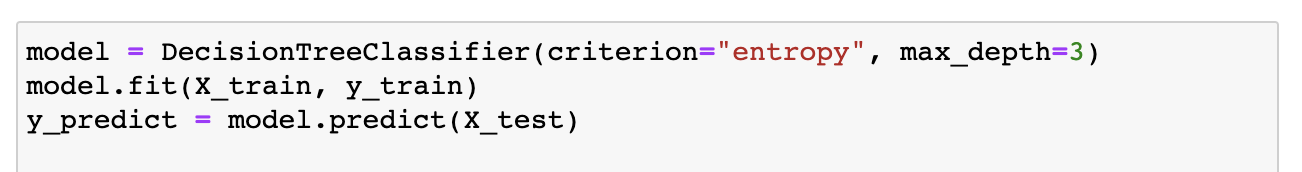 model = DecisionTreeClassifier(criterion="entropy", max_depth=3)
model.fit(X_train, y_train)
y_predict = model.predict(X_test)